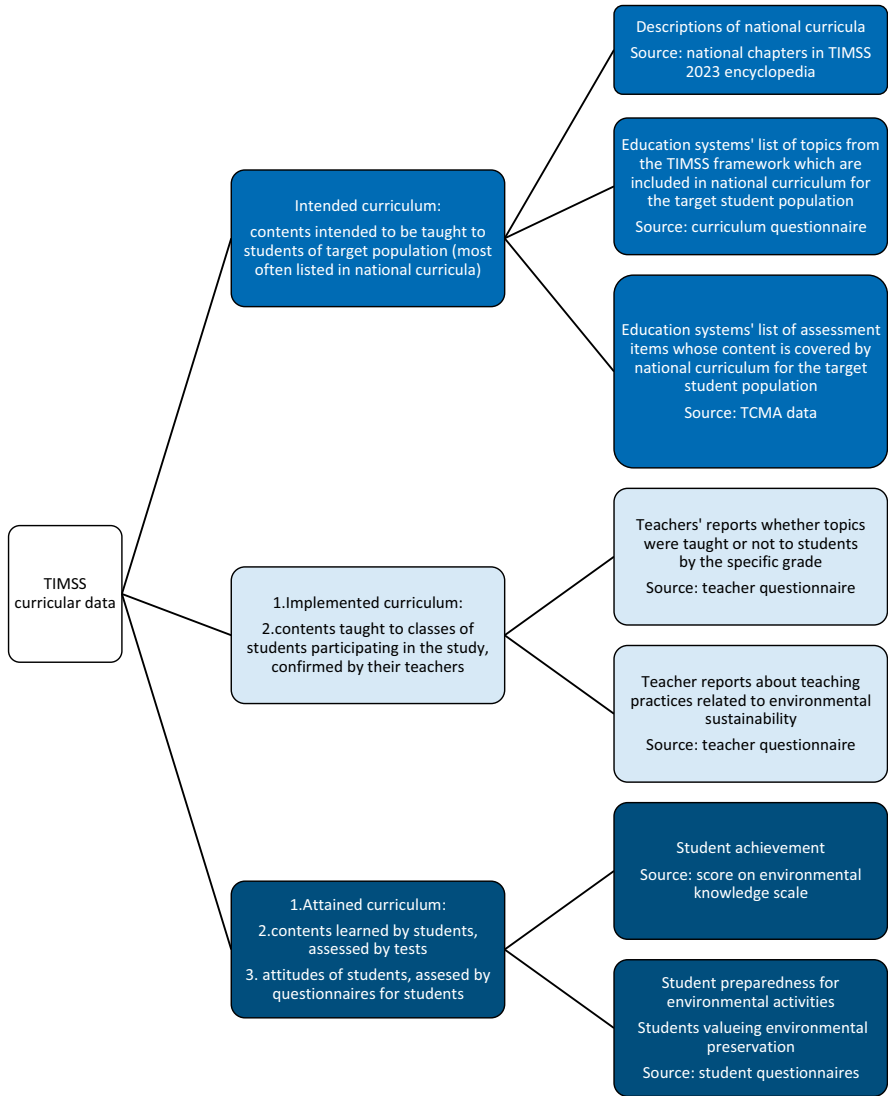 TIMSS
curricular data
Intended curriculum:
contents intended to be taught to
students of target population (most
often listed in national curricula)
Descriptions of national curricula
Source: national chapters in TIMSS
2023 encyclopedia
Education systems' list of topics from
the TIMSS framework which are
included in national curriculum for
the target student population
Source: curriculum questionnaire
Education systems' list of assessment
items whose content is covered by
national curriculum for the target
student population
Source: TCMA data
1.Implemented curriculum:
2.contents taught to classes of
students participating in the study,
confirmed by their teachers
Teachers' reports whether topics
were taught or not to students
by the specific grade
Source: teacher questionnaire
Teacher reports about teaching
practices related to environmental
sustainability
Source: teacher questionnaire
1.Attained curriculum:
2.contents learned by students,
assessed by tests
3. attitudes of students, assesed by
questionnaires for students
Student achievement
Source: score on environmental
knowledge scale
Student preparedness for
environmental activities
Students valueing environmental
preservation
Source: student questionnaires